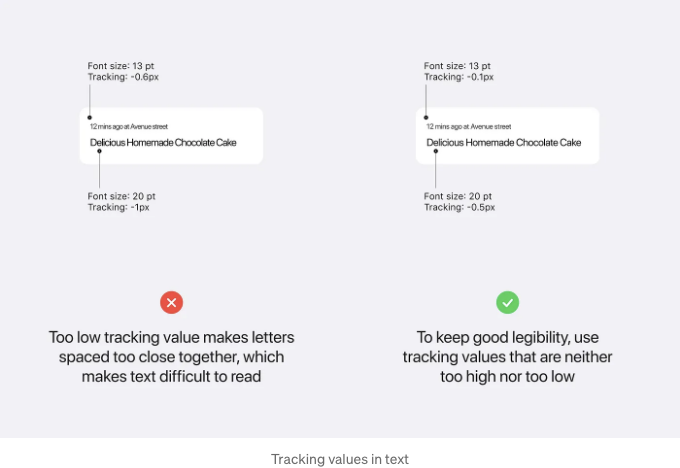 Font size: 13 pt
Tracking: -0.6px
12 mins ago at Avenue street
Delicious Homemade Chocolate Cake
Font size: 20 pt
Tracking: -1px
Too low tracking value makes letters
spaced too close together, which
makes text difficult to read
Font size: 13 pt
Tracking: -0.1px
12 mins ago at Avenue street
Delicious Homemade Chocolate Cake
Font size: 20 pt
Tracking: -0.5px
To keep good legibility, use
tracking values that are neither
too high nor too low
Tracking values in text